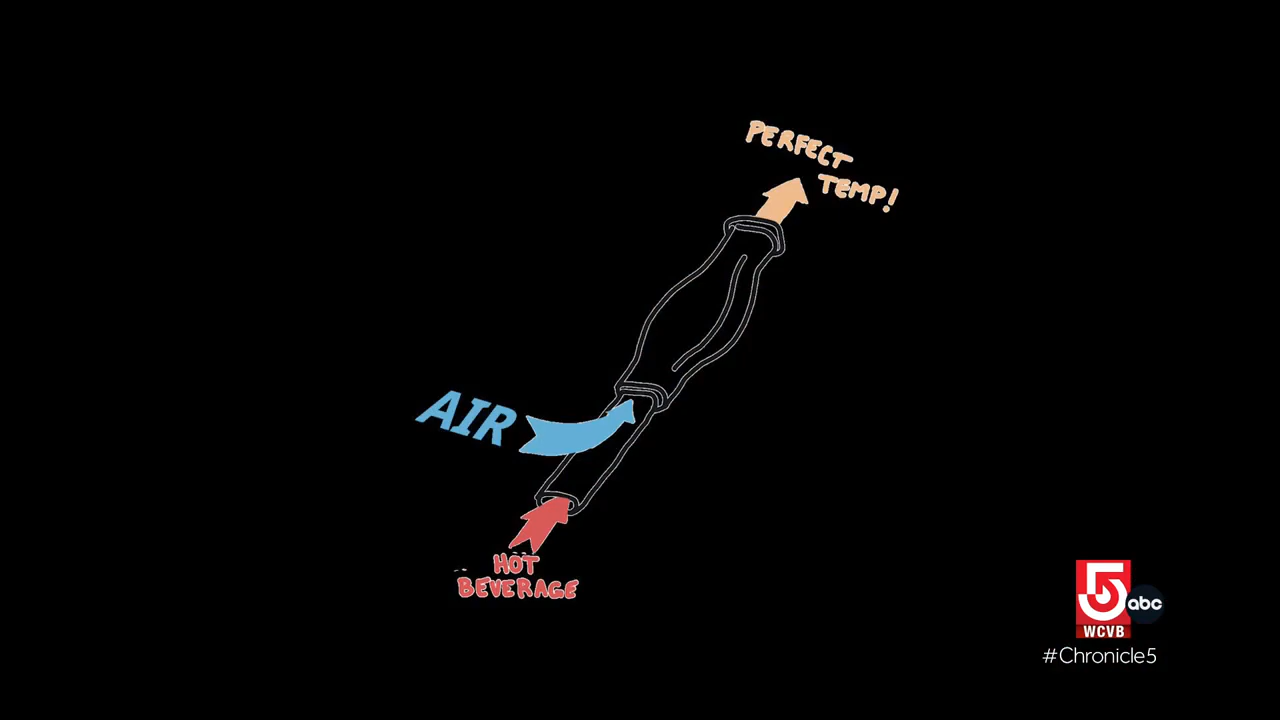 PERFECT
TEMP!
AIR
HOT
BEVERAGE
5
abc
WCVB
#Chronicle5